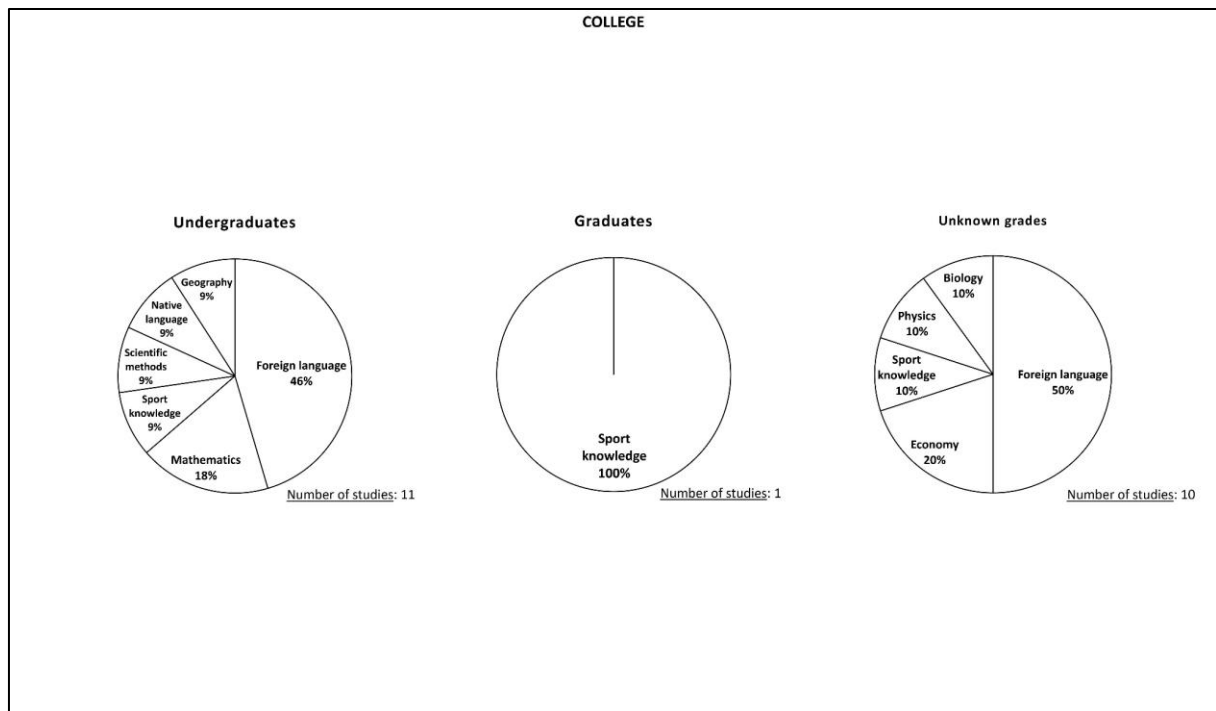 COLLEGE
Undergraduates
Geography
9%
Native
language
9%
Scientific
methods
9%
Sport
knowledge
9%
Mathematics
18%
Foreign language
46%
Number of studies: 11
Graduates
Sport
knowledge
100%
Number of studies: 1
Unknown grades
Biology
10%
Physics
10%
Sport
knowledge
10%
Economy
20%
Foreign language
50%
Number of studies: 10